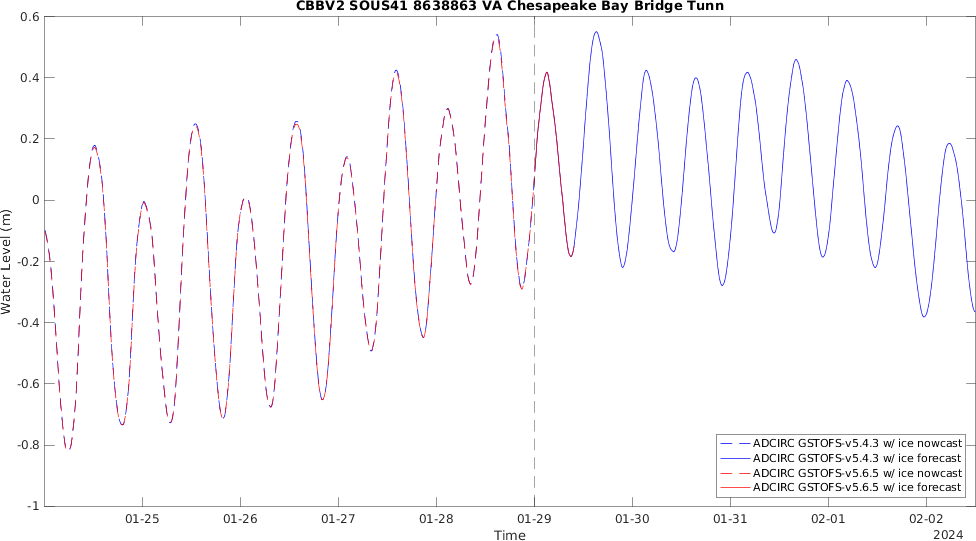 CBBV2 SOUS41 8638863 VA Chesapeake Bay Bridge Tunn
0.6
0.4
0.2
0
-0.2
-0.4
-0.6
-0.8
-1
Water Level (m)
01-25
01-26
01-27
01-28
01-29
01-30
01-31
02-01
02-02
Time
2024
ADCIRC GSTOFS-v5.4.3 w/ ice nowcast
ADCIRC GSTOFS-v5.4.3 w/ ice forecast
ADCIRC GSTOFS-v5.6.5 w/ ice nowcast
ADCIRC GSTOFS-v5.6.5 w/ ice forecast